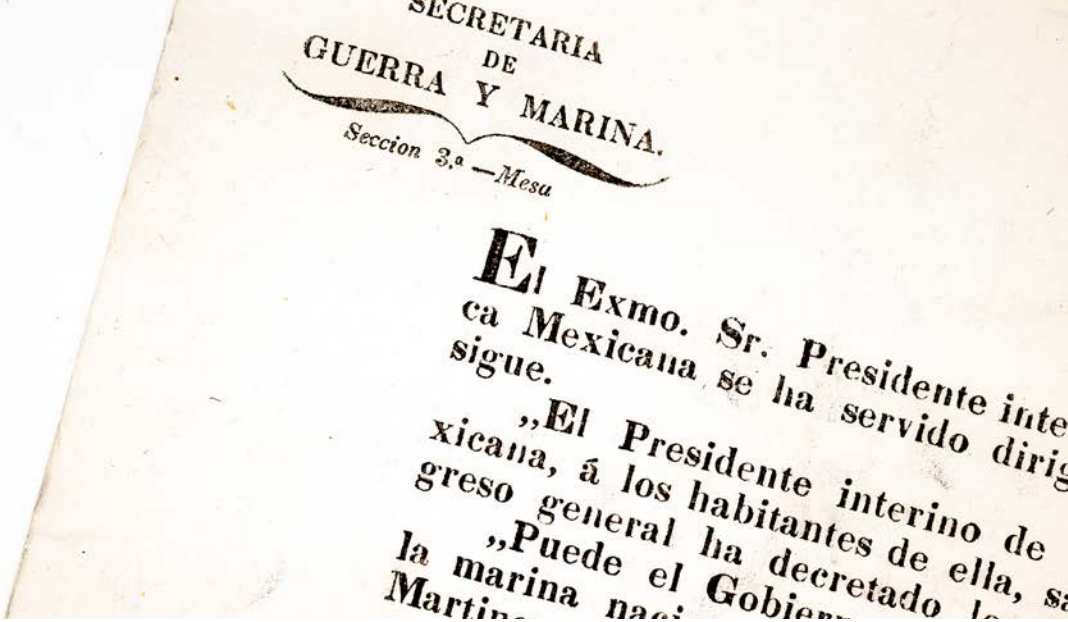 SECRETARIA
DE
GUERRA Y MARINA.
Seccion 3.ª —Mesa
El Exmo. Sr. Presidente inte
ca Mexicana se ha servido dirig
sigue.
„El Presidente interino de
xicana, á los habitantes de ella, sa
greso general ha decretado lo
„Puede el Gobiern
la marina naci
Martin